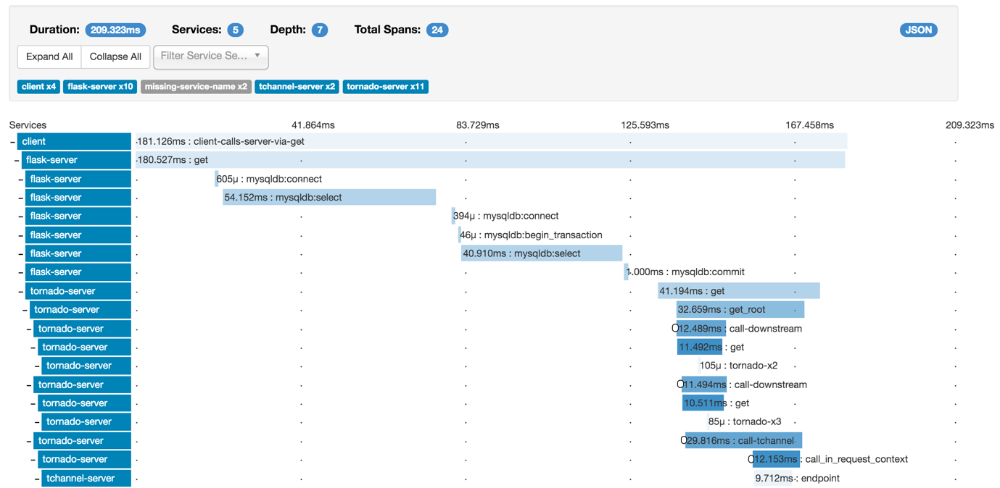 Duration: 209.323ms Services: 5 Depth: 7 Total Spans: 24 JSON
Expand All Collapse All Filter Service Se...
client x4 flask-server x10 missing-service-name x2 tchannel-server x2 tornado-server x11
Services 41.864ms 83.729ms 125.593ms 167.458ms 209.323ms
client 181.126ms : client-calls-server-via-get
flask-server 180.527ms : get
flask-server 605μ : mysqldb:connect
flask-server 54.152ms : mysqldb:select
flask-server 394μ : mysqldb:connect
flask-server 46μ : mysqldb:begin_transaction
flask-server 40.910ms : mysqldb:select
flask-server 1.000ms : mysqldb:commit
tornado-server 41.194ms : get
tornado-server 32.659ms : get_root
tornado-server 12.489ms : call-downstream
tornado-server 11.492ms : get
tornado-server 105μ : tornado-x2
tornado-server 11.494ms : call-downstream
tornado-server 10.511ms : get
tornado-server 85μ : tornado-x3
tornado-server 29.816ms : call-tchannel
tornado-server 12.153ms : call_in_request_context
tchannel-server 9.712ms : endpoint